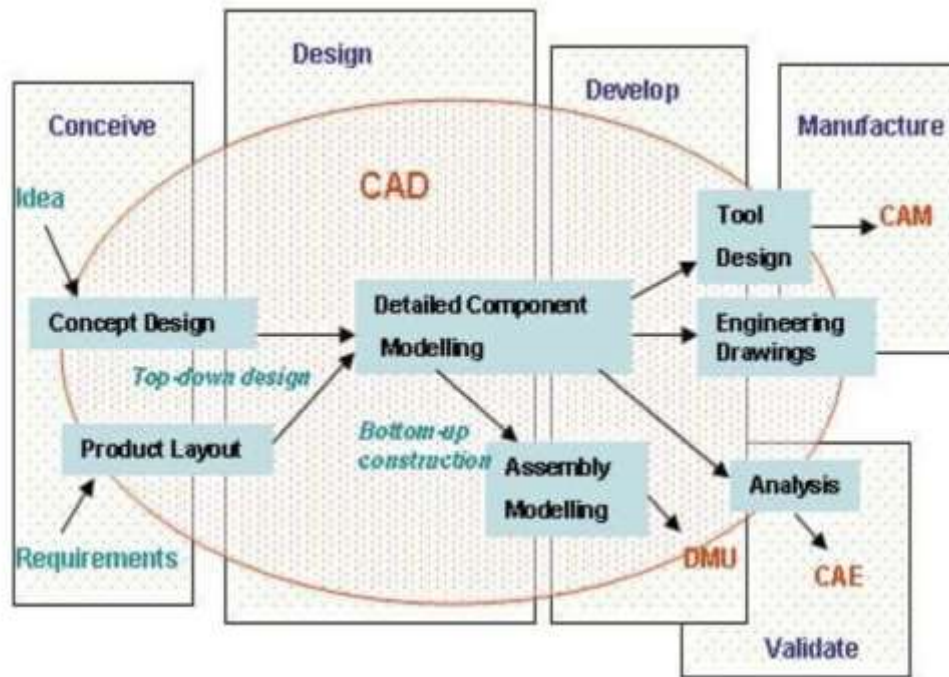 Design
Develop
Conceive
Manufacture
CAD
Idea
Tool
Design
CAM
Concept Design
Detailed Component
Modelling
Engineering
Drawings
Top-down design
Product Layout
Bottom-up
construction
Assembly
Modelling
Analysis
Requirements
DMU
CAE
Validate